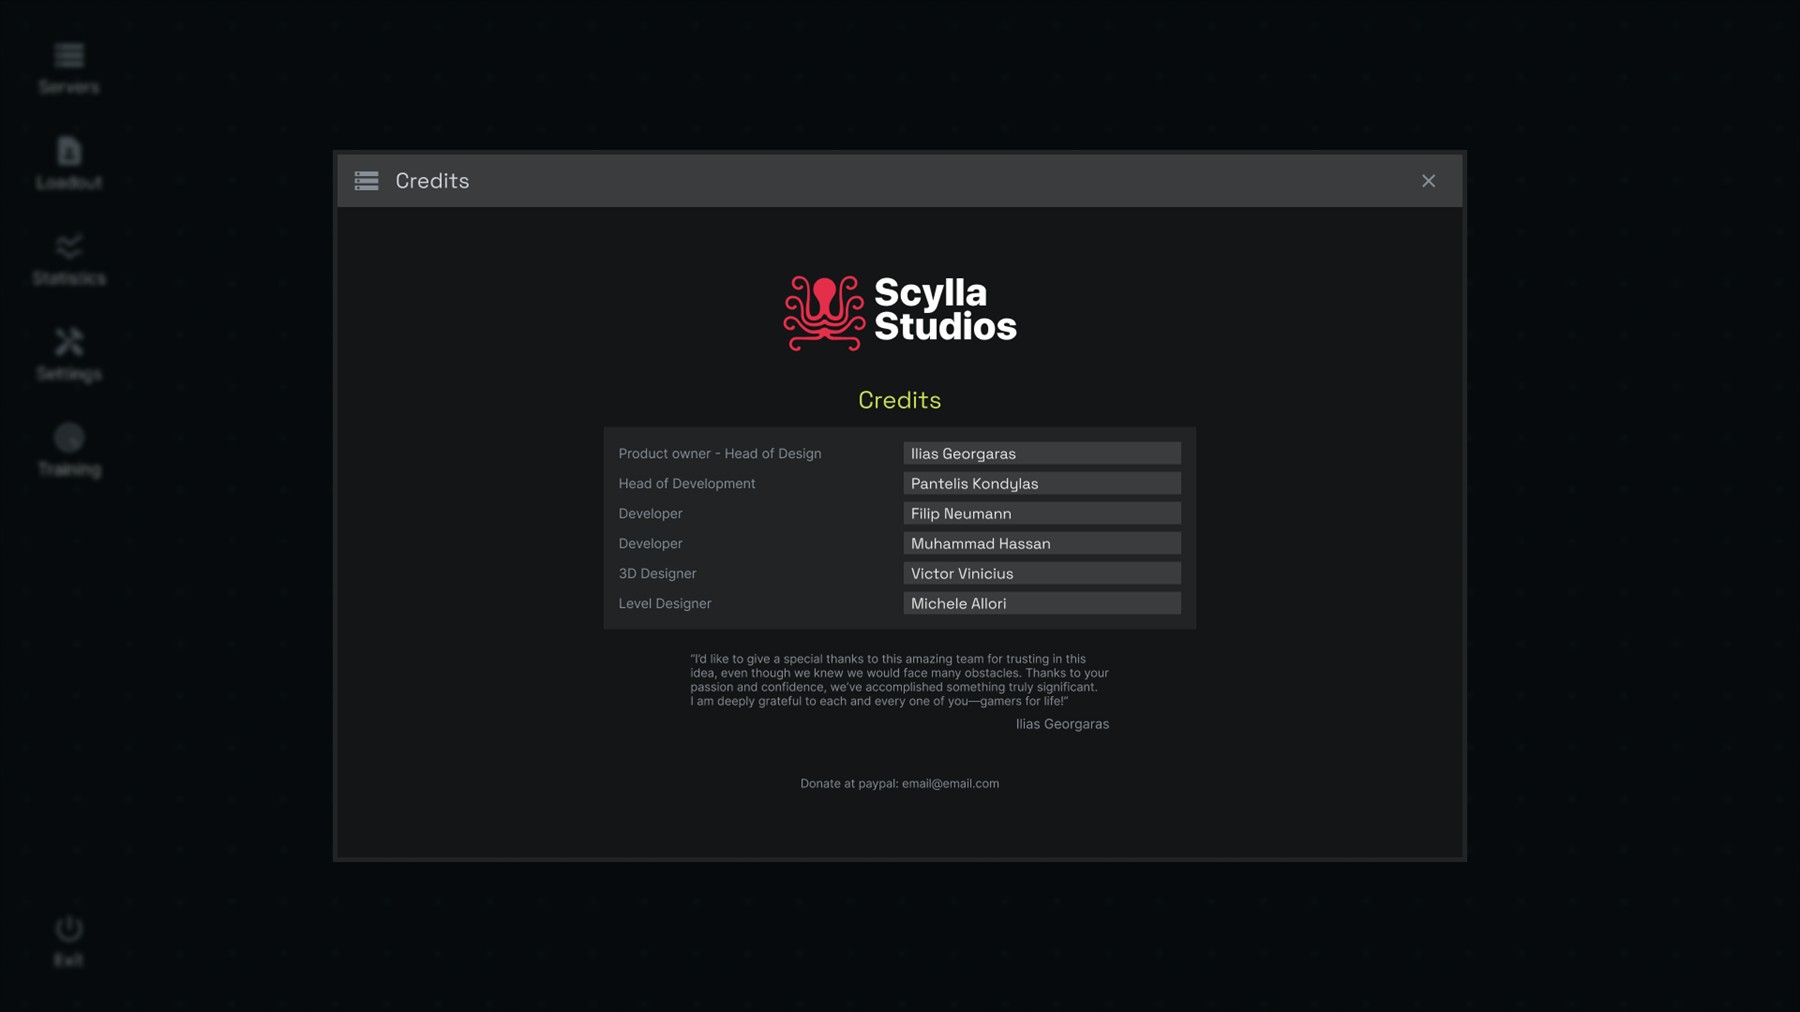 Servers
Loadout
Statistics
Settings
Training
Exit
Credits
Scylla
Studios
Credits
Product owner - Head of Design Ilias Georgaras
Head of Development Pantelis Kondylas
Developer Filip Neumann
Developer Muhammad Hassan
3D Designer Victor Vinicius
Level Designer Michele Allori
“I’d like to give a special thanks to this amazing team for trusting in this
idea, even though we knew we would face many obstacles. Thanks to your
passion and confidence, we’ve accomplished something truly significant.
I am deeply grateful to each and every one of you—gamers for life!”
Ilias Georgaras
Donate at paypal: email@email.com